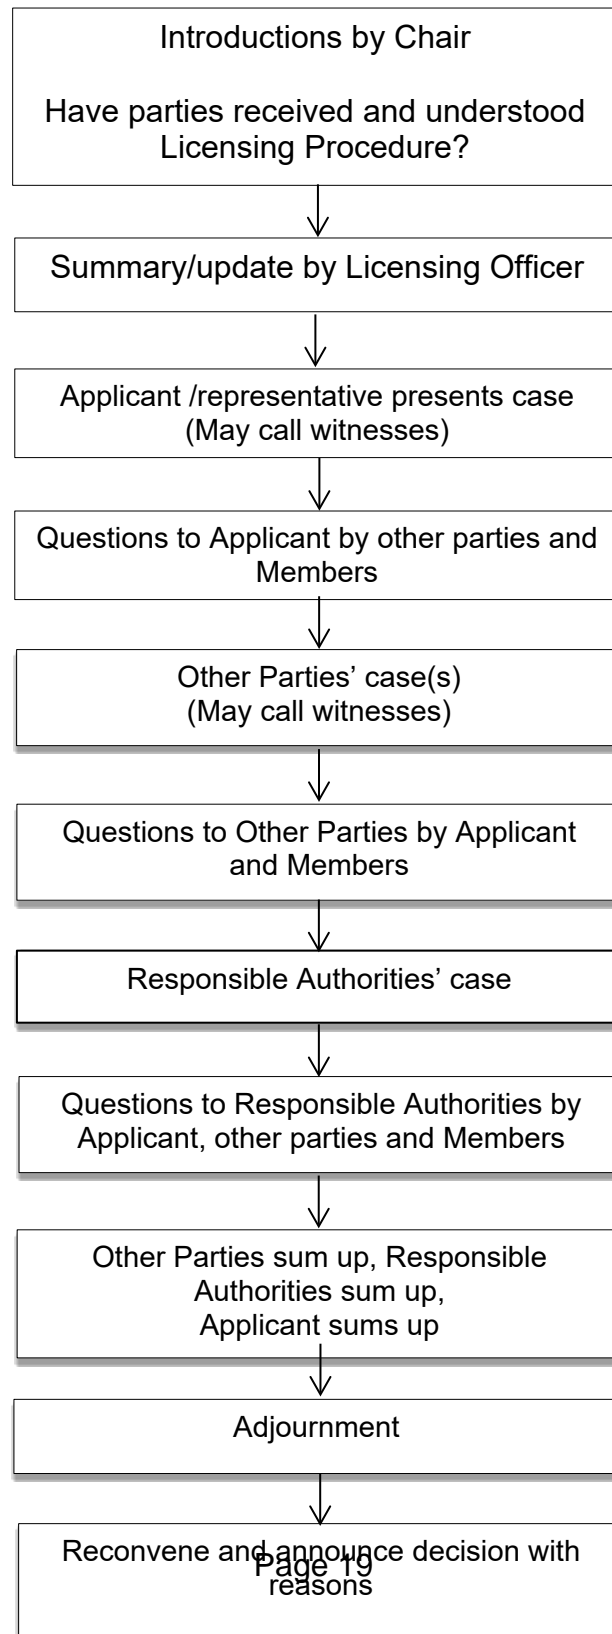 Introductions by Chair
Have parties received and understood
Licensing Procedure?
Summary/update by Licensing Officer
Applicant /representative presents case
(May call witnesses)
Questions to Applicant by other parties and
Members
Other Parties’ case(s)
(May call witnesses)
Questions to Other Parties by Applicant
and Members
Responsible Authorities’ case
Questions to Responsible Authorities by
Applicant, other parties and Members
Other Parties sum up, Responsible
Authorities sum up,
Applicant sums up
Adjournment
Reconvene and announce decision with
reasons
Page 19